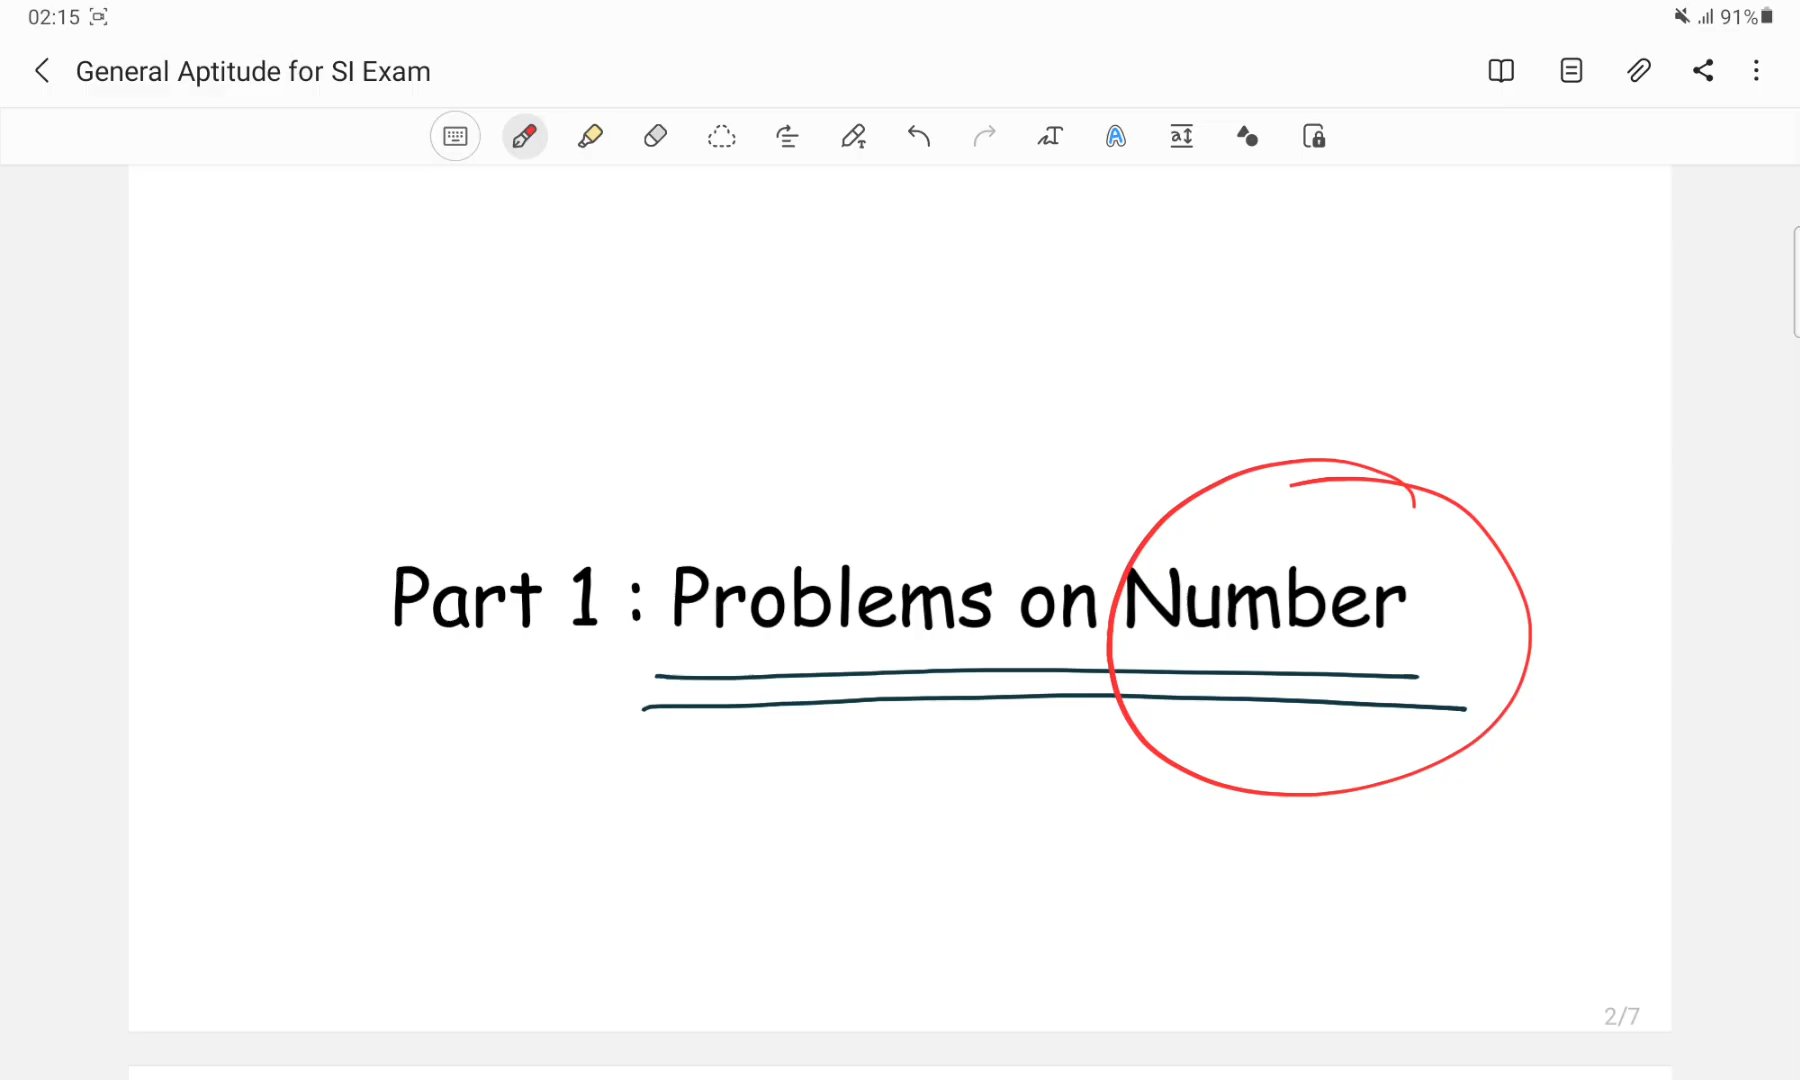 02:15
91%
General Aptitude for SI Exam
Part 1 : Problems on Number
2/7